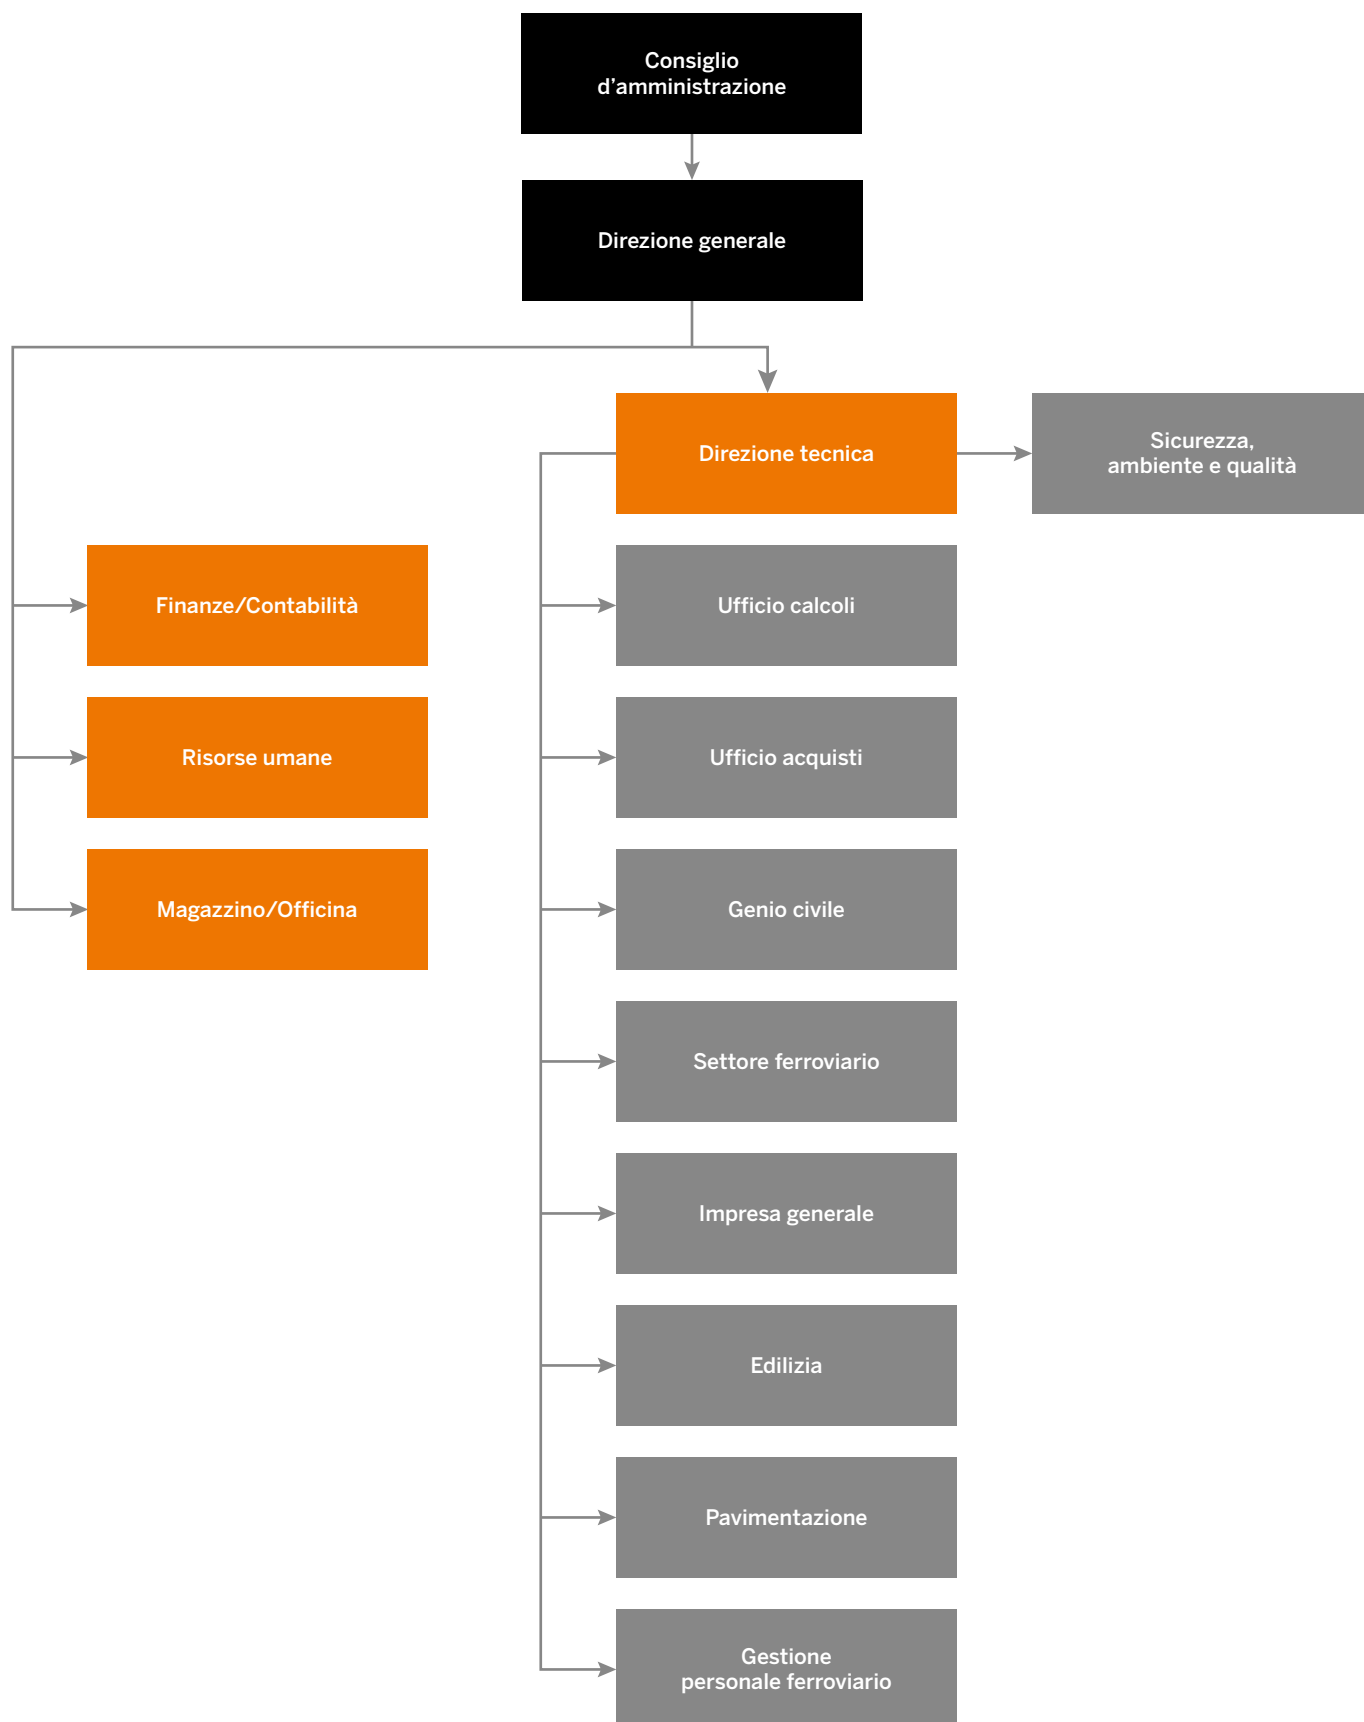 Consiglio
d’amministrazione
Direzione generale
Direzione tecnica
Sicurezza,
ambiente e qualità
Finanze/Contabilità
Ufficio calcoli
Risorse umane
Ufficio acquisti
Magazzino/Officina
Genio civile
Settore ferroviario
Impresa generale
Edilizia
Pavimentazione
Gestione
personale ferroviario